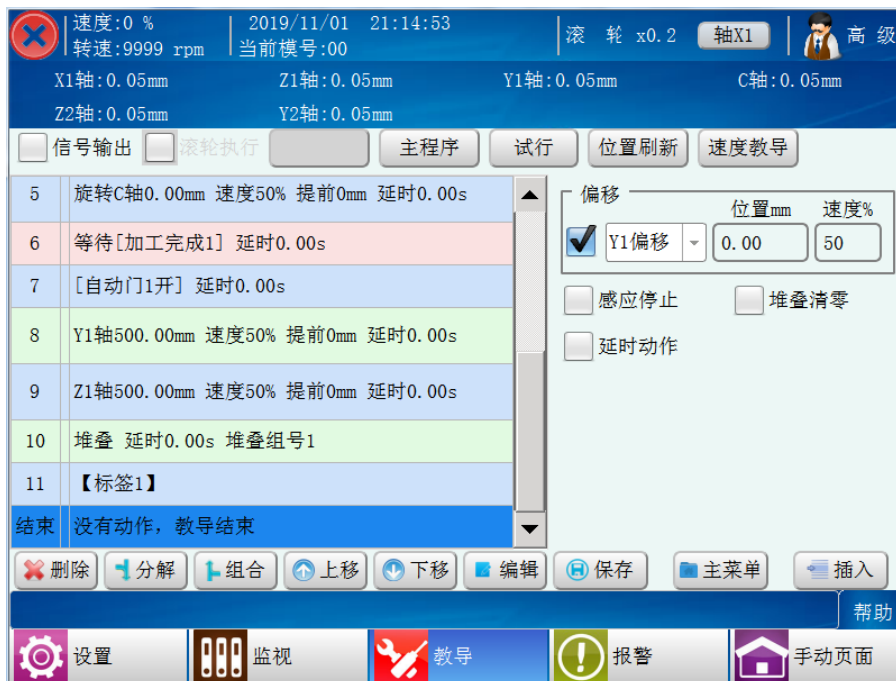 速度:0 % 2019/11/01 21:14:53 滚 轮 x0.2 轴X1 高 级
转速:9999 rpm 当前模号:00
X1轴:0.05mm Z1轴:0.05mm Y1轴:0.05mm C轴:0.05mm
Z2轴:0.05mm Y2轴:0.05mm
信号输出 滚轮执行 主程序 试行 位置刷新 速度教导
5 旋转C轴0.00mm 速度50% 提前0mm 延时0.00s
6 等待[加工完成1] 延时0.00s
7 [自动门1开] 延时0.00s
8 Y1轴500.00mm 速度50% 提前0mm 延时0.00s
9 Z1轴500.00mm 速度50% 提前0mm 延时0.00s
10 堆叠 延时0.00s 堆叠组号1
11 【标签1】
结束 没有动作，教导结束
偏移
位置mm 速度%
Y1偏移 0.00 50
感应停止 堆叠清零
延时动作
删除 分解 组合 上移 下移 编辑 保存 主菜单 插入
帮助
设置 监视 教导 报警 手动页面